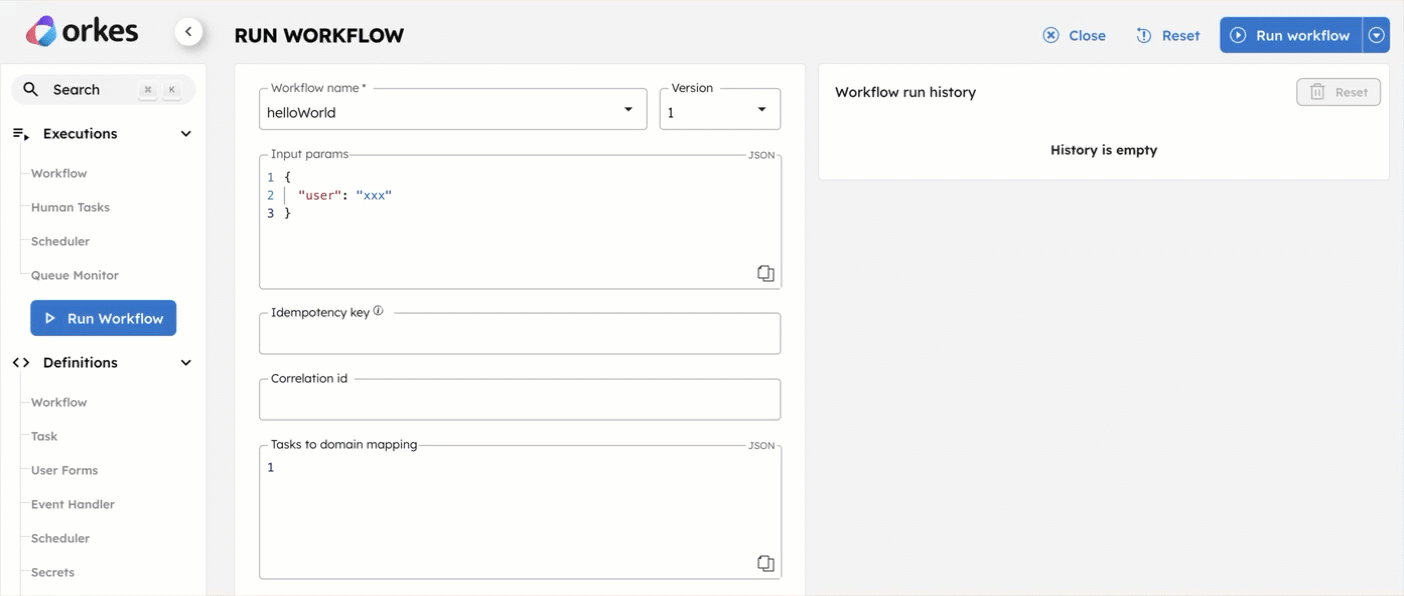 orkes
RUN WORKFLOW
Close
Reset
Run workflow
Search
⌘ K
Executions
Workflow
Human Tasks
Scheduler
Queue Monitor
Run Workflow
Definitions
Workflow
Task
User Forms
Event Handler
Scheduler
Secrets
Workflow name *
helloWorld
Version
1
Input params
JSON
1 {
2 "user": "xxx"
3 }
Idempotency key
Correlation id
Tasks to domain mapping
JSON
1
Workflow run history
Reset
History is empty